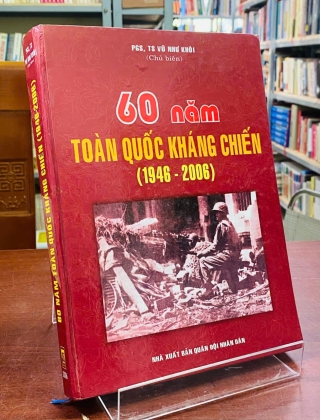 PGS, TS VŨ NHƯ KHÔI
(Chủ biên)
60 năm
TOÀN QUỐC KHÁNG CHIẾN
(1946 - 2006)
NHÀ XUẤT BẢN QUÂN ĐỘI NHÂN DÂN
60 NĂM TOÀN QUỐC KHÁNG CHIẾN (1946-2006)